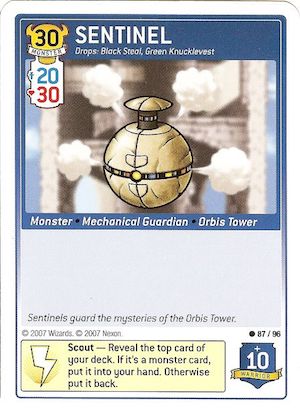 30
MONSTER
SENTINEL
Drops: Black Steal, Green Knucklevest
20
30
Monster • Mechanical Guardian • Orbis Tower
Sentinels guard the mysteries of the Orbis Tower.
© 2007 Wizards. © 2007 Nexon.
● 87 / 96
Scout — Reveal the top card of
your deck. If it's a monster card,
put it into your hand. Otherwise
put it back.
+
10
WARRIOR